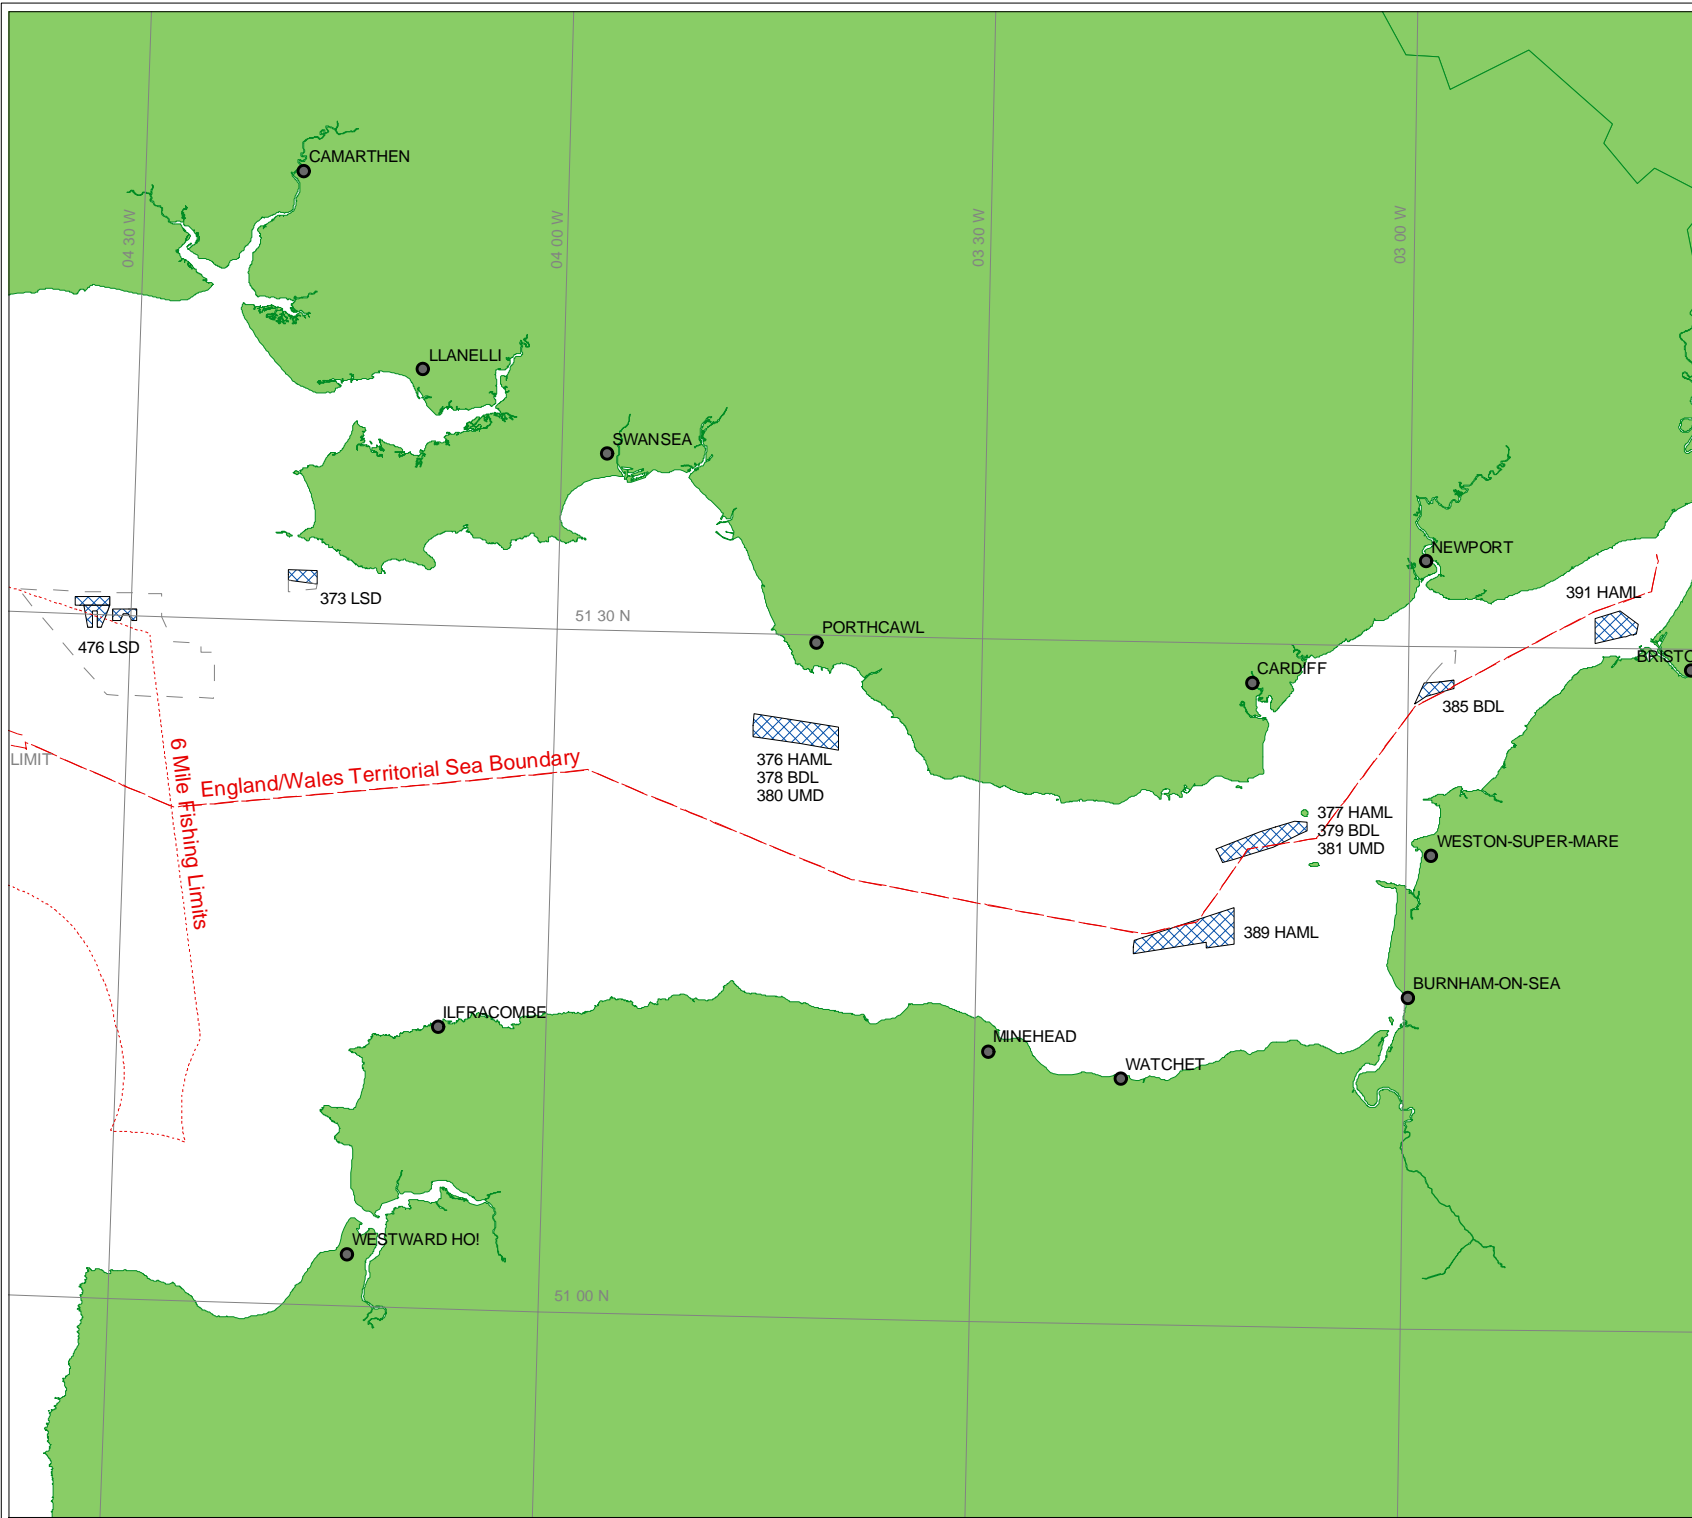 CAMARTHEN
04 30 W
04 00 W
03 30 W
03 00 W
LLANELLI
SWANSEA
NEWPORT
373 LSD
391 HAML
51 30 N
476 LSD
PORTHCAWL
BRISTO
CARDIFF
385 BDL
LIMIT
6 Mile Fishing Limits
England/Wales Territorial Sea Boundary
376 HAML
378 BDL
380 UMD
377 HAML
379 BDL
381 UMD
WESTON-SUPER-MARE
389 HAML
BURNHAM-ON-SEA
ILFRACOMBE
MINEHEAD
WATCHET
WESTWARD HO!
51 00 N